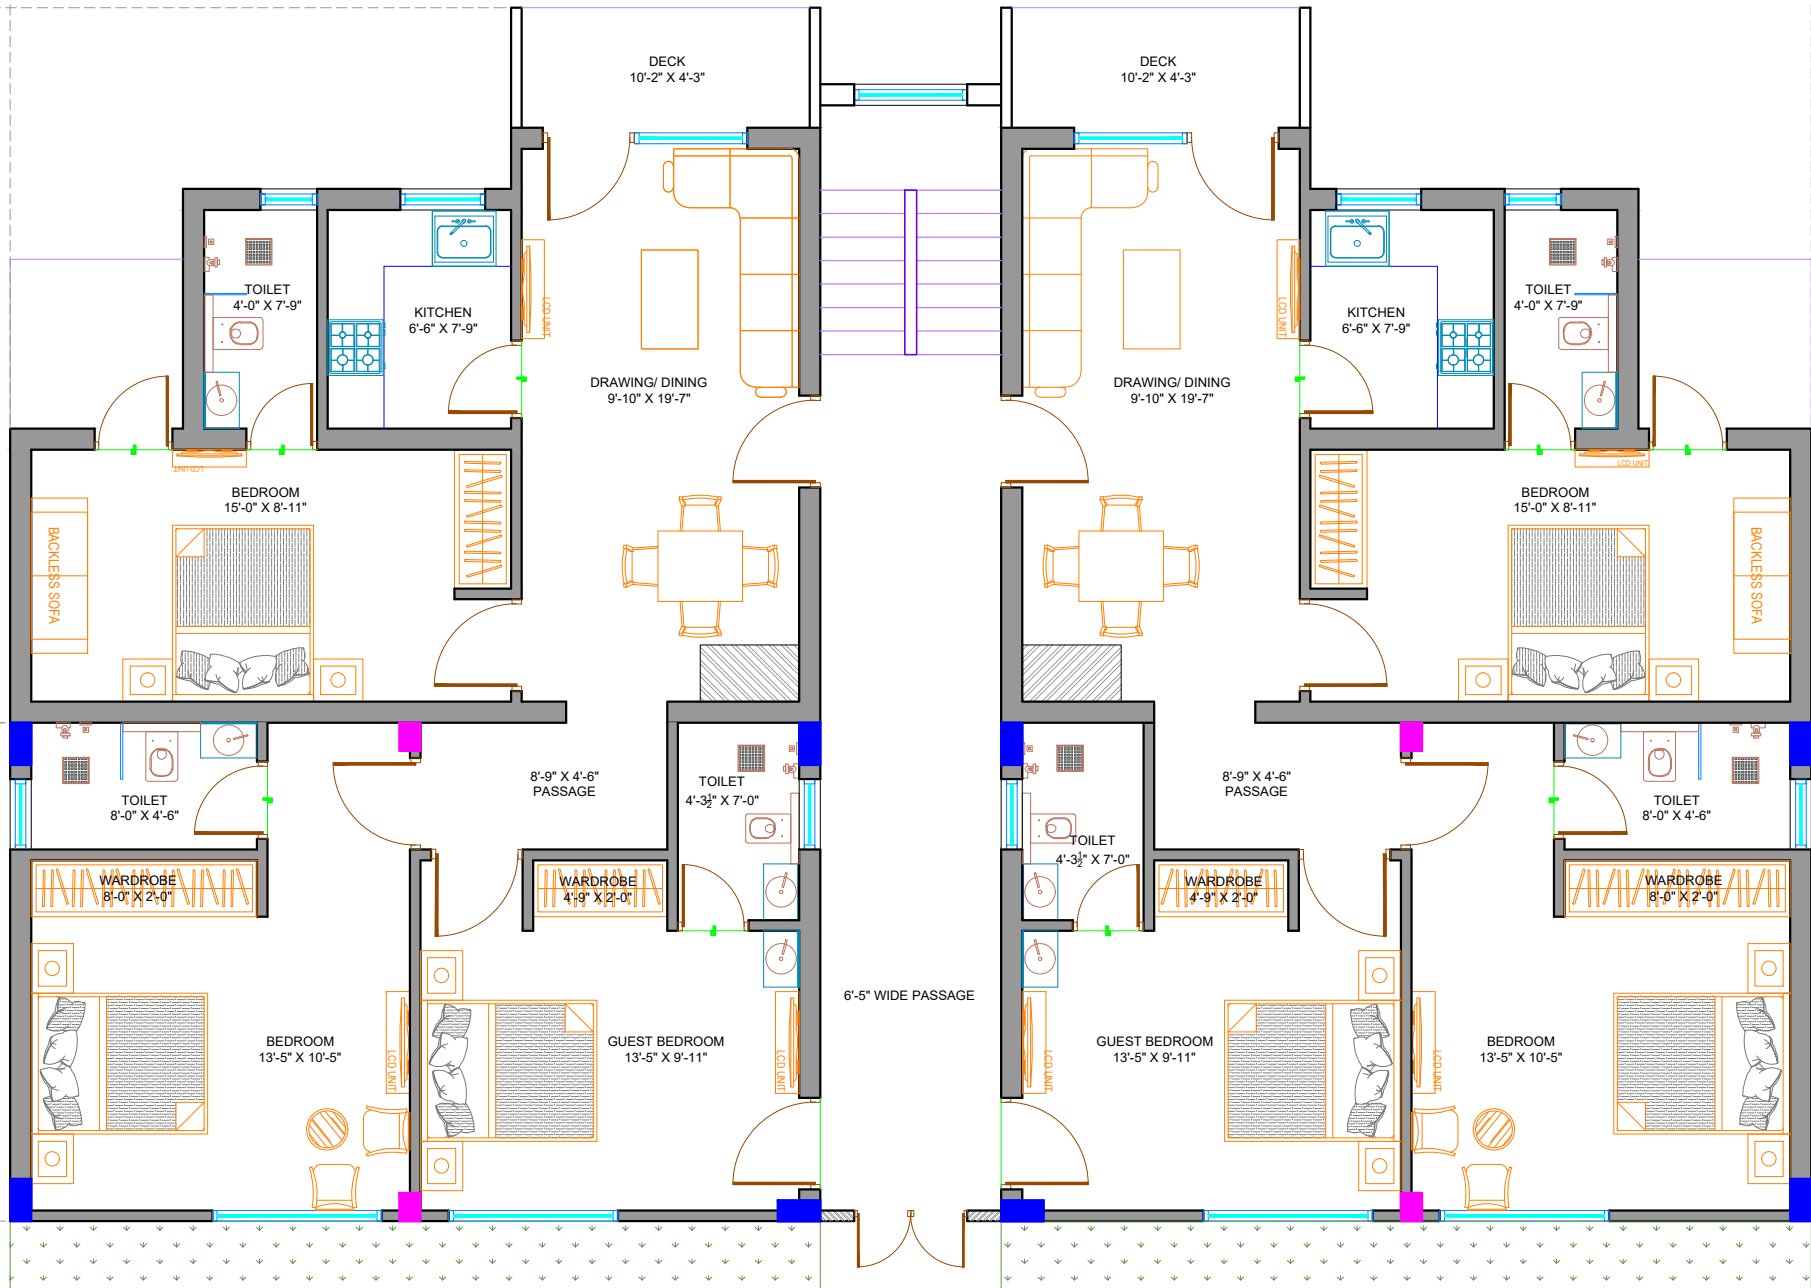 DECK
10'-2" X 4'-3"
DECK
10'-2" X 4'-3"
TOILET
4'-0" X 7'-9"
KITCHEN
6'-6" X 7'-9"
LCD UNIT
DRAWING/ DINING
9'-10" X 19'-7"
LCD UNIT
DRAWING/ DINING
9'-10" X 19'-7"
KITCHEN
6'-6" X 7'-9"
TOILET
4'-0" X 7'-9"
LCD UNIT
BEDROOM
15'-0" X 8'-11"
BACKLESS SOFA
LCD UNIT
BEDROOM
15'-0" X 8'-11"
BACKLESS SOFA
TOILET
8'-0" X 4'-6"
8'-9" X 4'-6"
PASSAGE
TOILET
4'-3½" X 7'-0"
TOILET
4'-3½" X 7'-0"
8'-9" X 4'-6"
PASSAGE
TOILET
8'-0" X 4'-6"
WARDROBE
8'-0" X 2'-0"
WARDROBE
4'-9" X 2'-0"
WARDROBE
4'-9" X 2'-0"
WARDROBE
8'-0" X 2'-0"
6'-5" WIDE PASSAGE
BEDROOM
13'-5" X 10'-5"
LCD UNIT
GUEST BEDROOM
13'-5" X 9'-11"
LCD UNIT
LCD UNIT
GUEST BEDROOM
13'-5" X 9'-11"
LCD UNIT
BEDROOM
13'-5" X 10'-5"